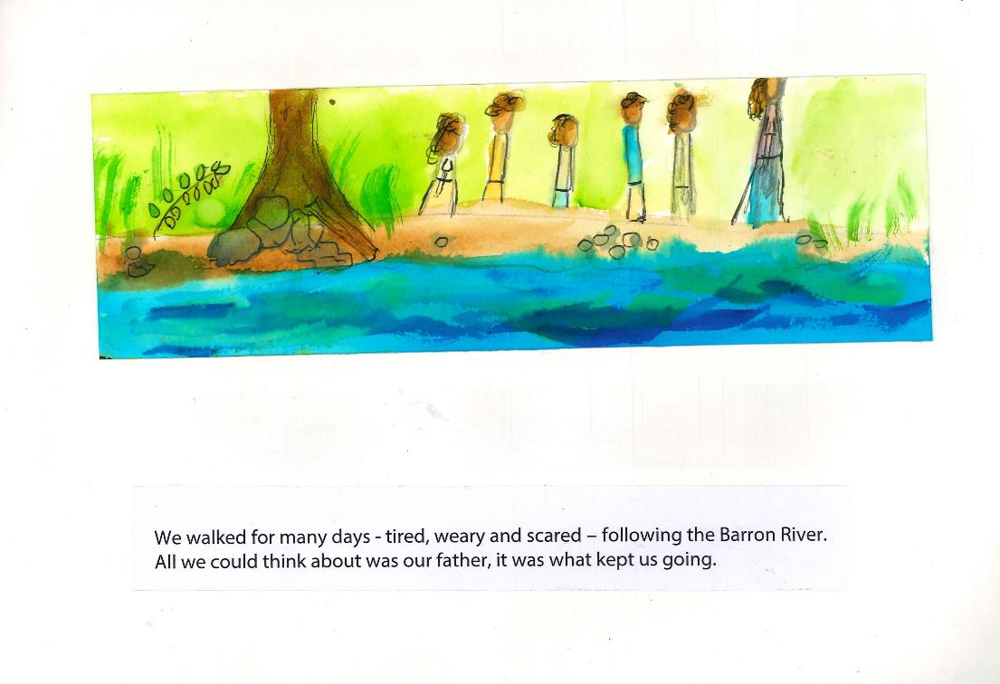 We walked for many days - tired, weary and scared – following the Barron River.
All we could think about was our father, it was what kept us going.